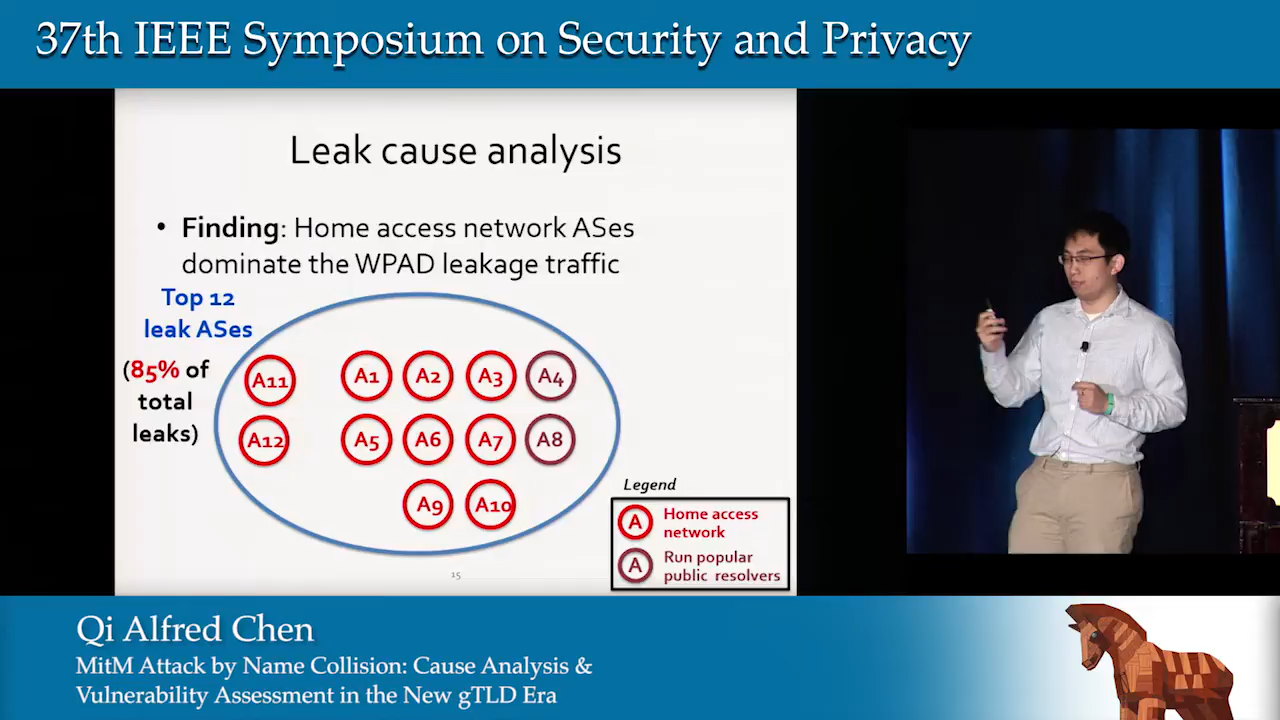 37th IEEE Symposium on Security and Privacy
Leak cause analysis
• Finding: Home access network ASes
dominate the WPAD leakage traffic
Top 12
leak ASes
(85% of
total
leaks)
A11 A1 A2 A3 A4
A12 A5 A6 A7 A8
A9 A10
Legend
A Home access
network
A Run popular
public resolvers
15
Qi Alfred Chen
MitM Attack by Name Collision: Cause Analysis &
Vulnerability Assessment in the New gTLD Era